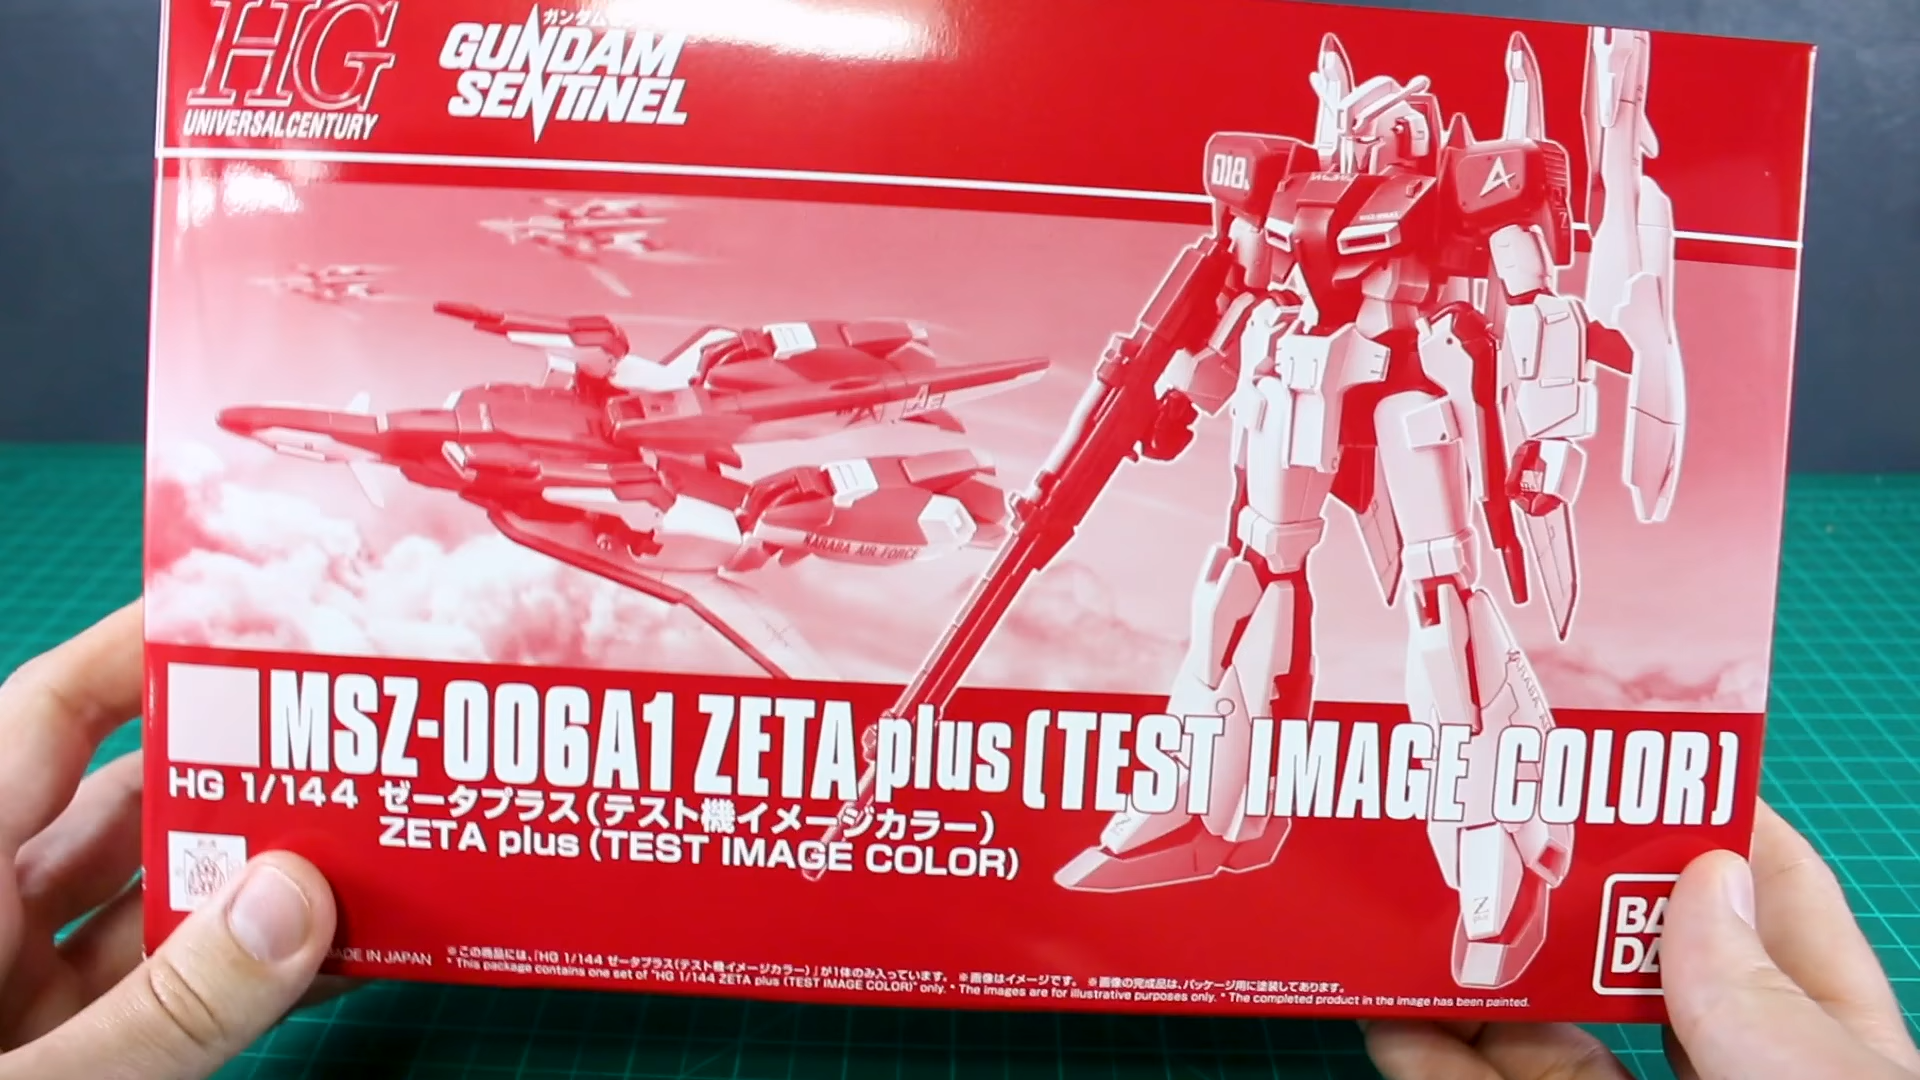 HG
UNIVERSAL CENTURY
GUNDAM
SENTINEL
018
NARABA AIR FORCE
MSZ-006A1 ZETA plus (TEST IMAGE COLOR)
HG 1/144 ゼータプラス(テスト機イメージカラー)
ZETA plus (TEST IMAGE COLOR)
BA
DA
MADE IN JAPAN
※この商品には、「HG 1/144 ゼータプラス(テスト機イメージカラー)」が1体のみ入っています。 ※画像はイメージです。 ※画像の完成品は、パッケージ用に塗装してあります。
* This package contains one set of "HG 1/144 ZETA plus (TEST IMAGE COLOR)" only. * The images are for illustrative purposes only. * The completed product in the image has been painted.